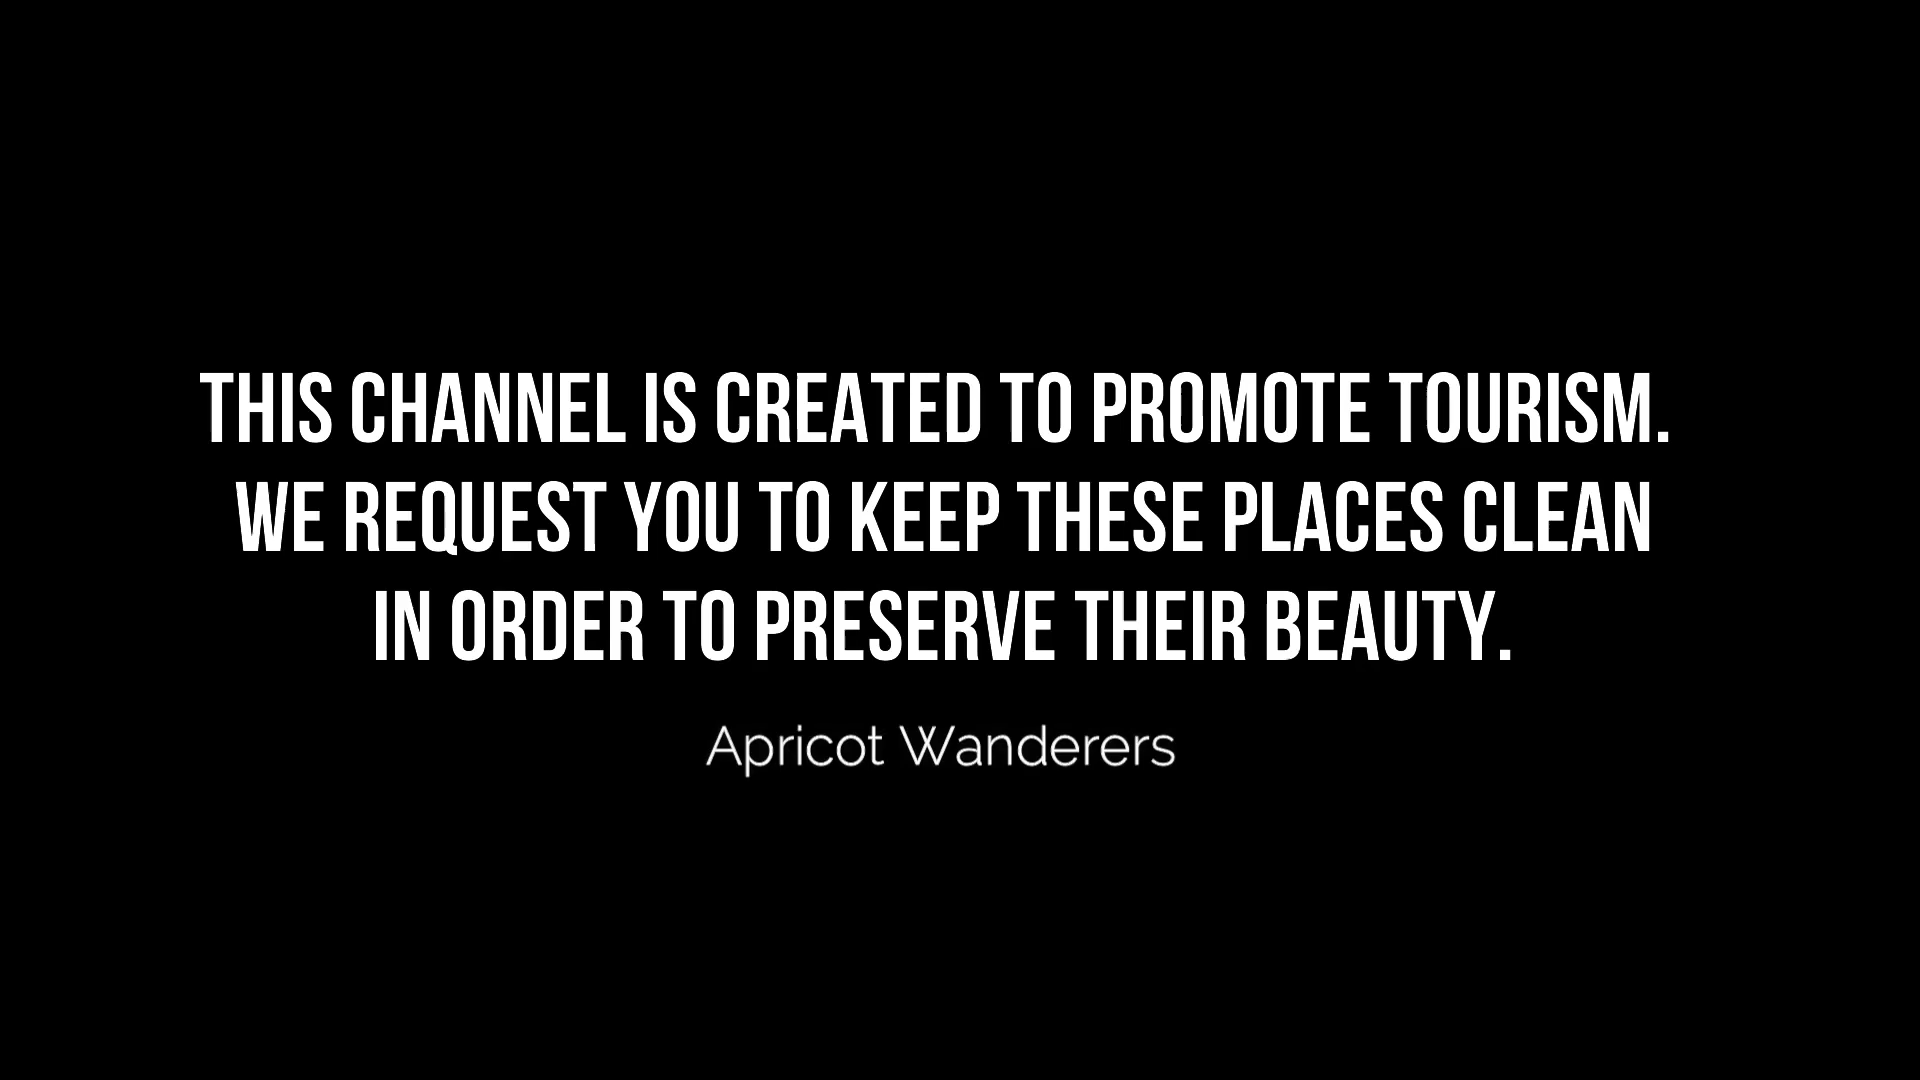 THIS CHANNEL IS CREATED TO PROMOTE TOURISM.
WE REQUEST YOU TO KEEP THESE PLACES CLEAN
IN ORDER TO PRESERVE THEIR BEAUTY.
Apricot Wanderers